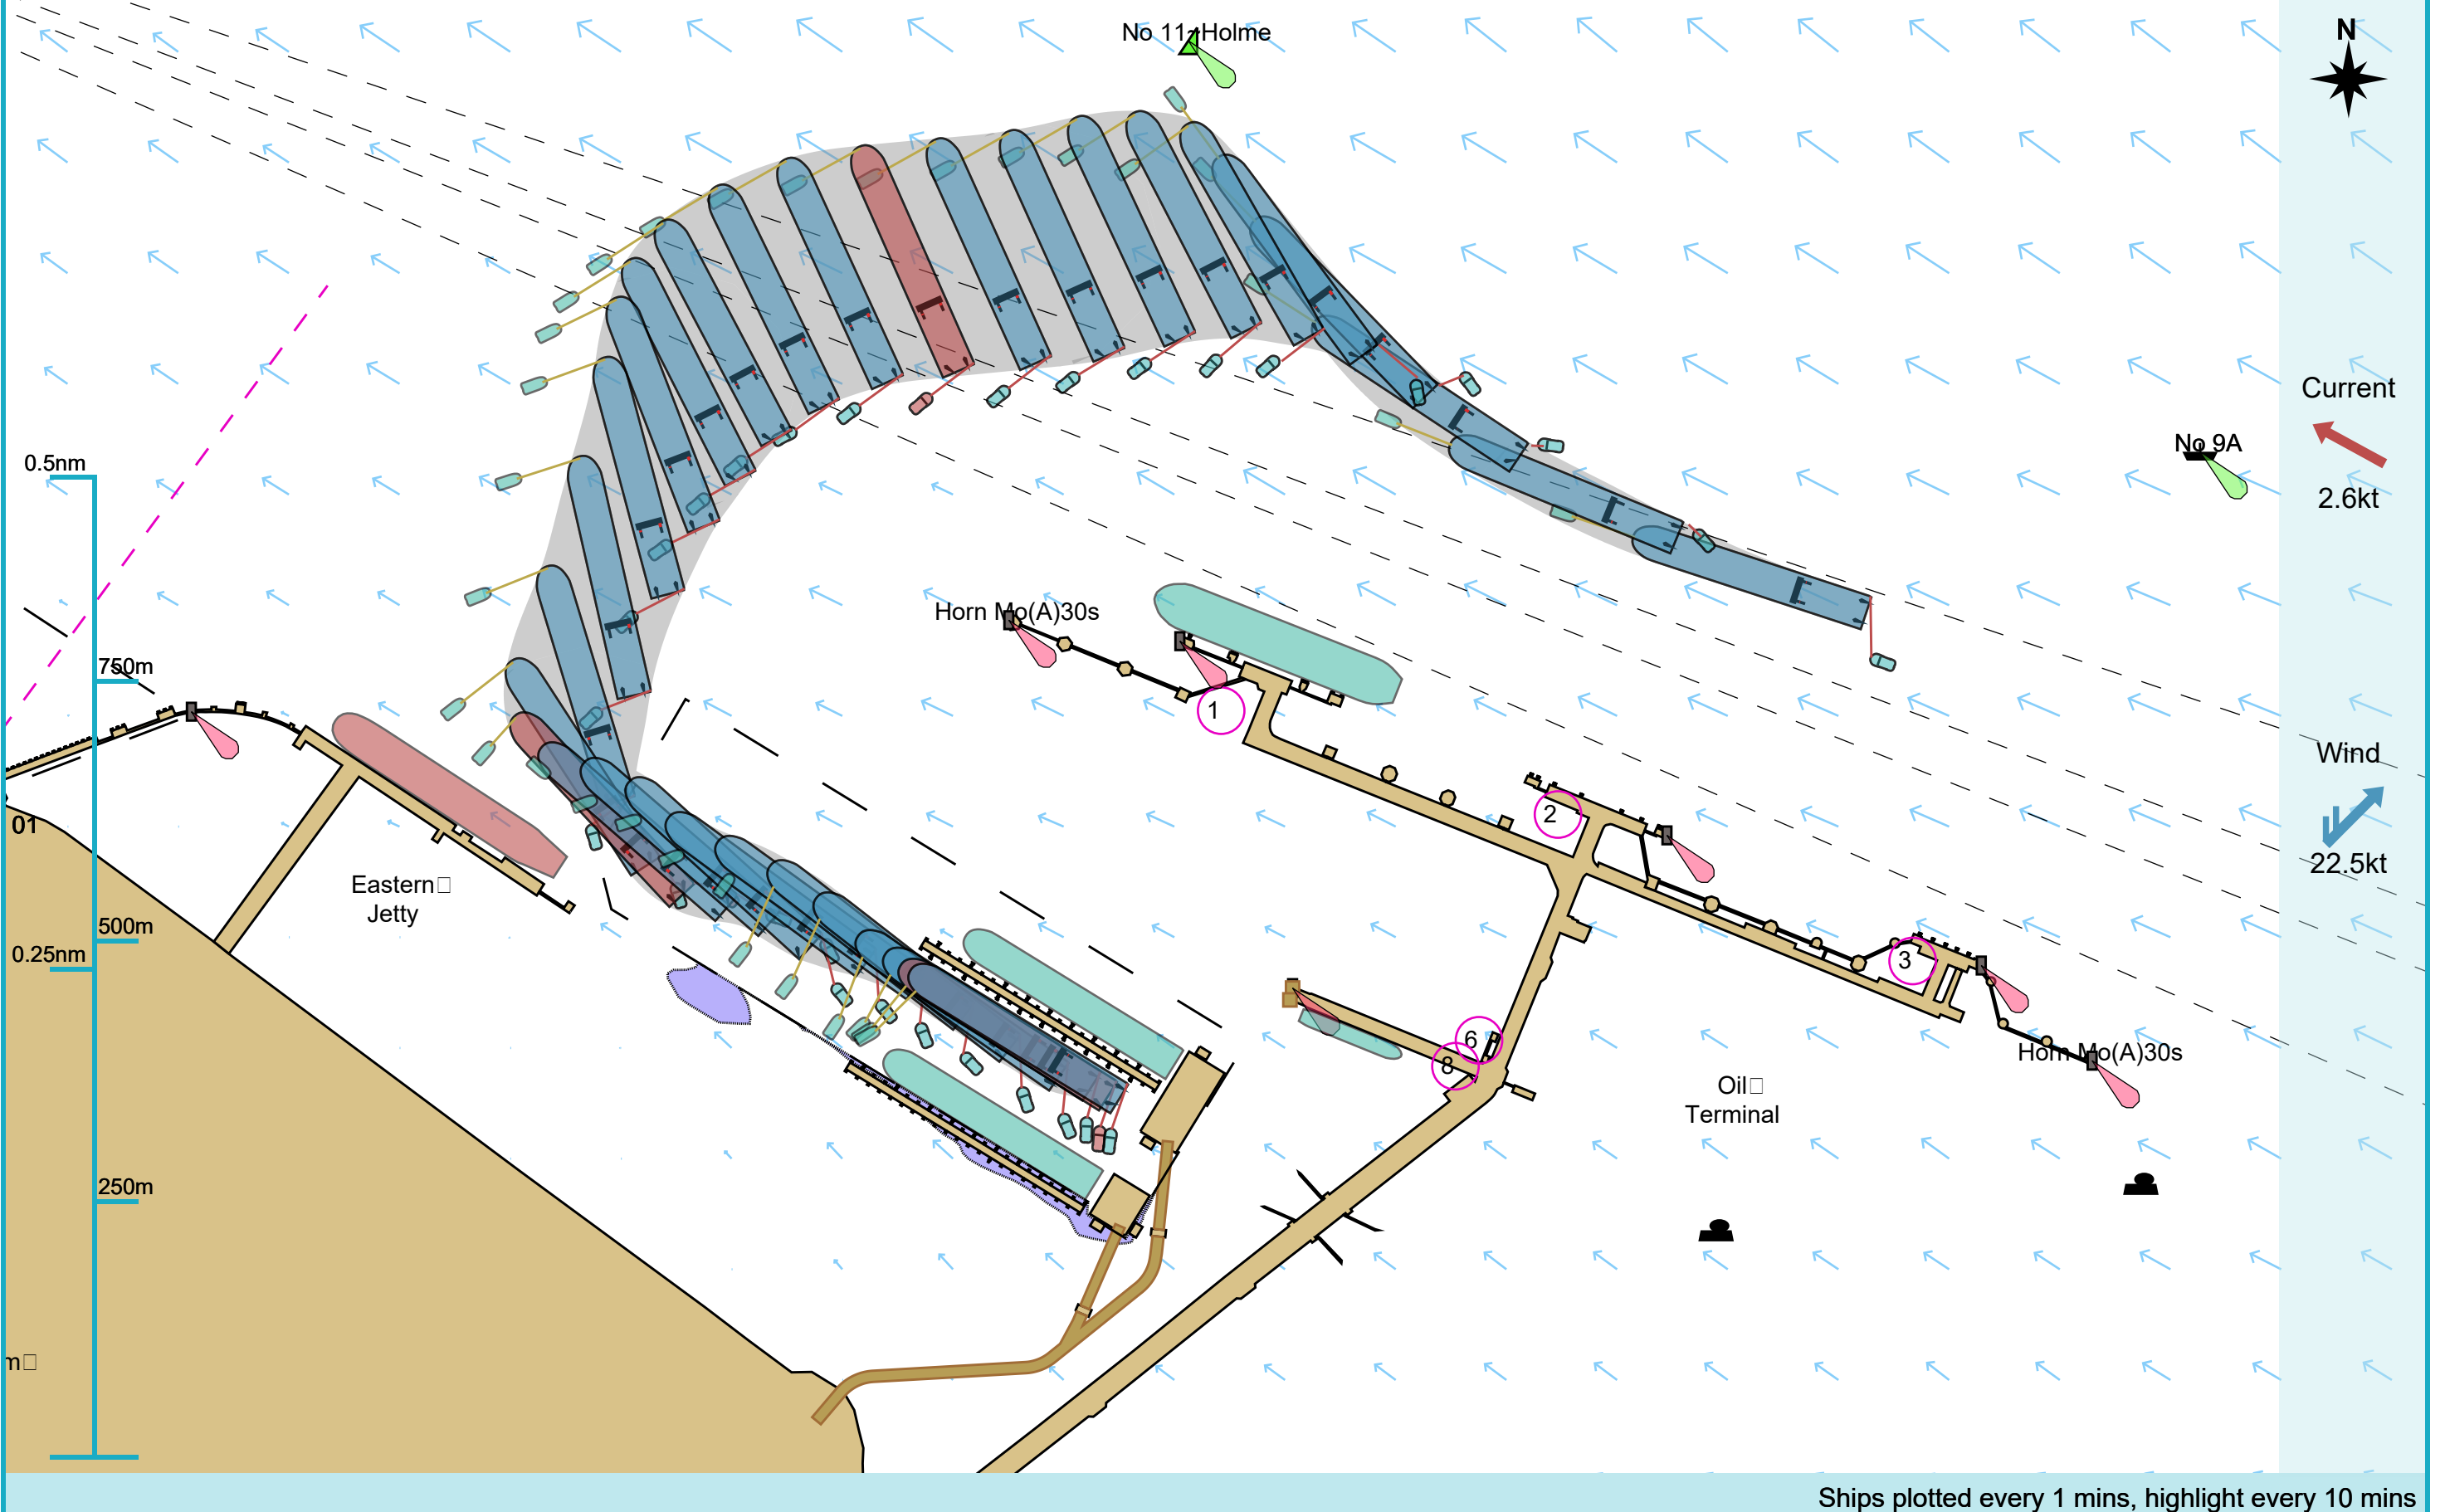 No 11 Holme
N
Current
2.6kt
No 9A
0.5nm
Horn Mo(A)30s
750m
1
Wind
22.5kt
2
01
Eastern
Jetty
500m
0.25nm
3
6
8
Horn Mo(A)30s
Oil
Terminal
250m
m
Ships plotted every 1 mins, highlight every 10 mins